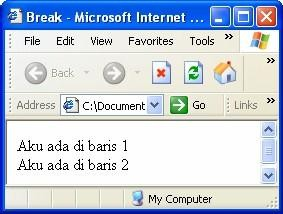 Break - Microsoft Internet ...
File Edit View Favorites Tools »
Back »
Address C:\Document Go Links »
Aku ada di baris 1
Aku ada di baris 2
My Computer